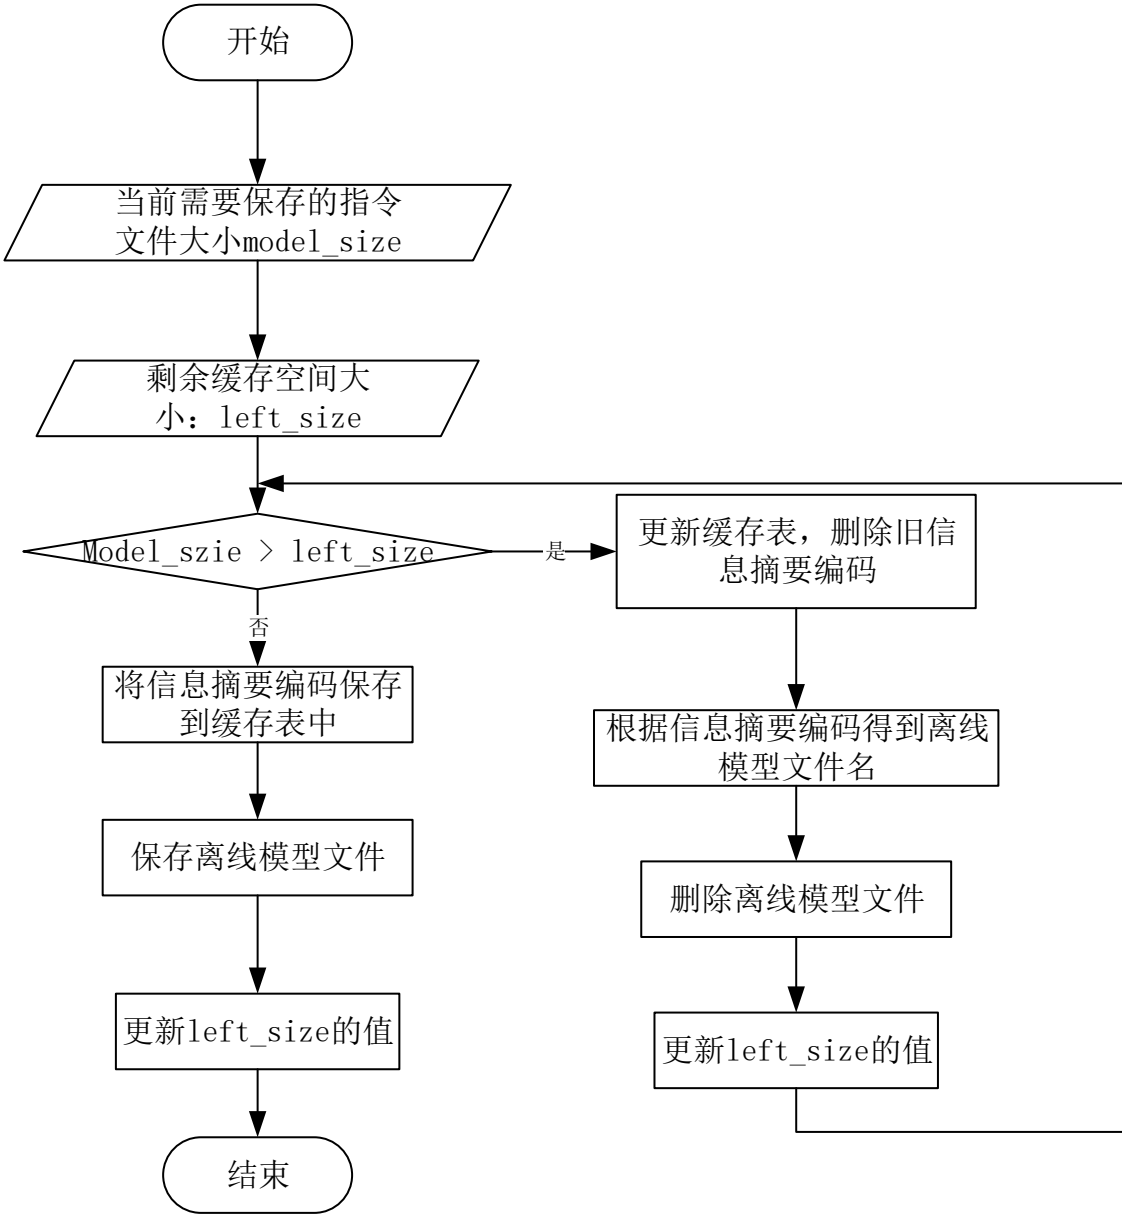 开始
当前需要保存的指令
文件大小model_size
剩余缓存空间大
小：left_size
Model_szie > left_size
是
更新缓存表，删除旧信
息摘要编码
否
将信息摘要编码保存
到缓存表中
根据信息摘要编码得到离线
模型文件名
保存离线模型文件
删除离线模型文件
更新left_size的值
更新left_size的值
结束